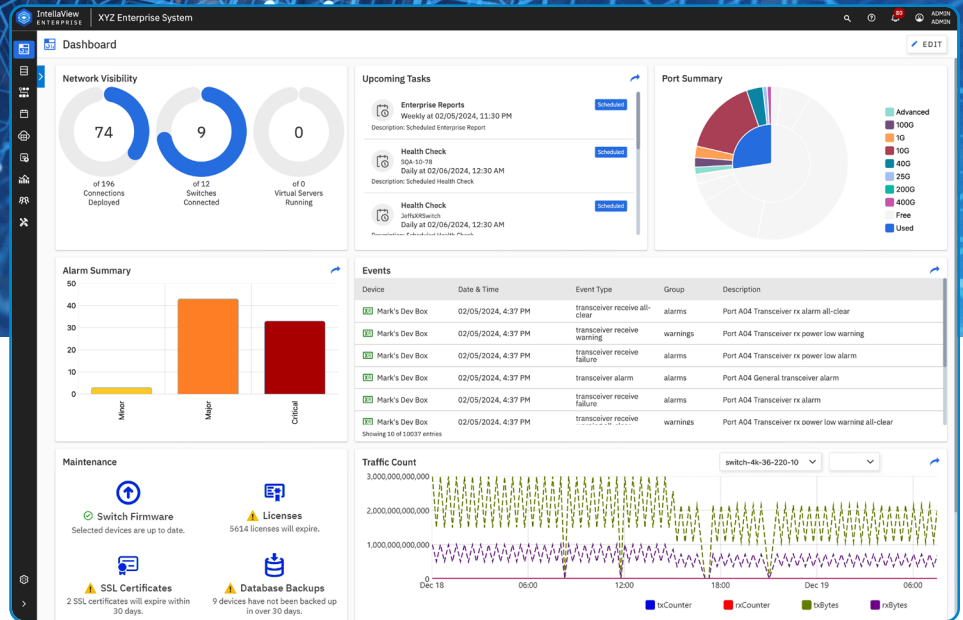 IntellaView
ENTERPRISE
XYZ Enterprise System
80
ADMIN
ADMIN
Dashboard
EDIT
Network Visibility
74
of 196
Connections
Deployed
9
of 12
Switches
Connected
0
of 0
Virtual Servers
Running
Upcoming Tasks
Enterprise Reports
Scheduled
Weekly at 02/05/2024, 11:30 PM
Description: Scheduled Enterprise Report
Health Check
Scheduled
SQA-10-78
Daily at 02/06/2024, 12:30 AM
Description: Scheduled Health Check
Health Check
Scheduled
JeffsXRSwitch
Daily at 02/06/2024, 12:30 AM
Description: Scheduled Health Check
Port Summary
Advanced
100G
1G
10G
40G
25G
200G
400G
Free
Used
Alarm Summary
50
40
30
20
10
0
Minor
Major
Critical
Events
Device Date & Time Event Type Group Description
Mark's Dev Box 02/05/2024, 4:37 PM transceiver receive all-clear alarms Port A04 Transceiver rx alarm all-clear
Mark's Dev Box 02/05/2024, 4:37 PM transceiver receive warning warnings Port A04 Transceiver rx power low warning
Mark's Dev Box 02/05/2024, 4:37 PM transceiver receive failure alarms Port A04 Transceiver rx power low alarm
Mark's Dev Box 02/05/2024, 4:37 PM transceiver alarm alarms Port A04 General transceiver alarm
Mark's Dev Box 02/05/2024, 4:37 PM transceiver receive failure alarms Port A04 Transceiver rx alarm
Mark's Dev Box 02/05/2024, 4:37 PM transceiver receive warning all-clear warnings Port A04 Transceiver rx power low warning all-clear
Showing 10 of 10037 entries
Maintenance
Switch Firmware
Selected devices are up to date.
Licenses
5614 licenses will expire.
SSL Certificates
2 SSL certificates will expire within
30 days.
Database Backups
9 devices have not been backed up
in over 30 days.
Traffic Count
switch-4k-36-220-10
3,000,000,000,000
2,000,000,000,000
1,000,000,000,000
0
Dec 18 06:00 12:00 18:00 Dec 19 06:00
txCounter rxCounter txBytes rxBytes